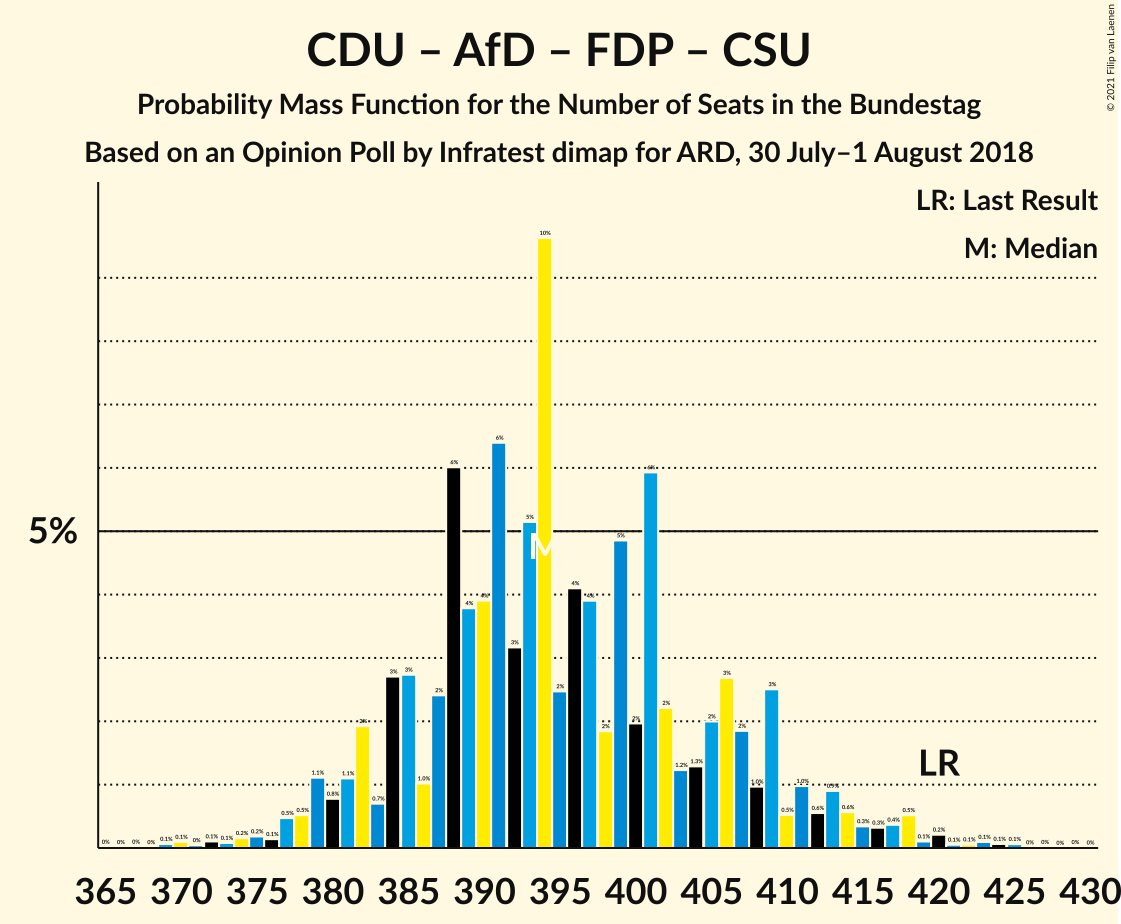 CDU – AfD – FDP – CSU
Probability Mass Function for the Number of Seats in the Bundestag
Based on an Opinion Poll by Infratest dimap for ARD, 30 July–1 August 2018
© 2021 Filip van Laenen
LR: Last Result
M: Median
5%
0% 0% 0% 0% 0.1% 0.1% 0% 0.1% 0.1% 0.2% 0.2% 0.1% 0.5% 0.5% 1.1% 0.8% 1.1% 2% 0.7% 3% 3% 1.0% 2% 6% 4% 4% 6% 3% 5% 10% 2% 4% 4% 2% 5% 2% 6% 2% 1.2% 1.3% 2% 3% 2% 1.0% 3% 0.5% 1.0% 0.6% 0.9% 0.6% 0.3% 0.3% 0.4% 0.5% 0.1% 0.2% 0.1% 0.1% 0.1% 0.1% 0.1% 0% 0% 0% 0% 0%
M
LR
365 370 375 380 385 390 395 400 405 410 415 420 425 430